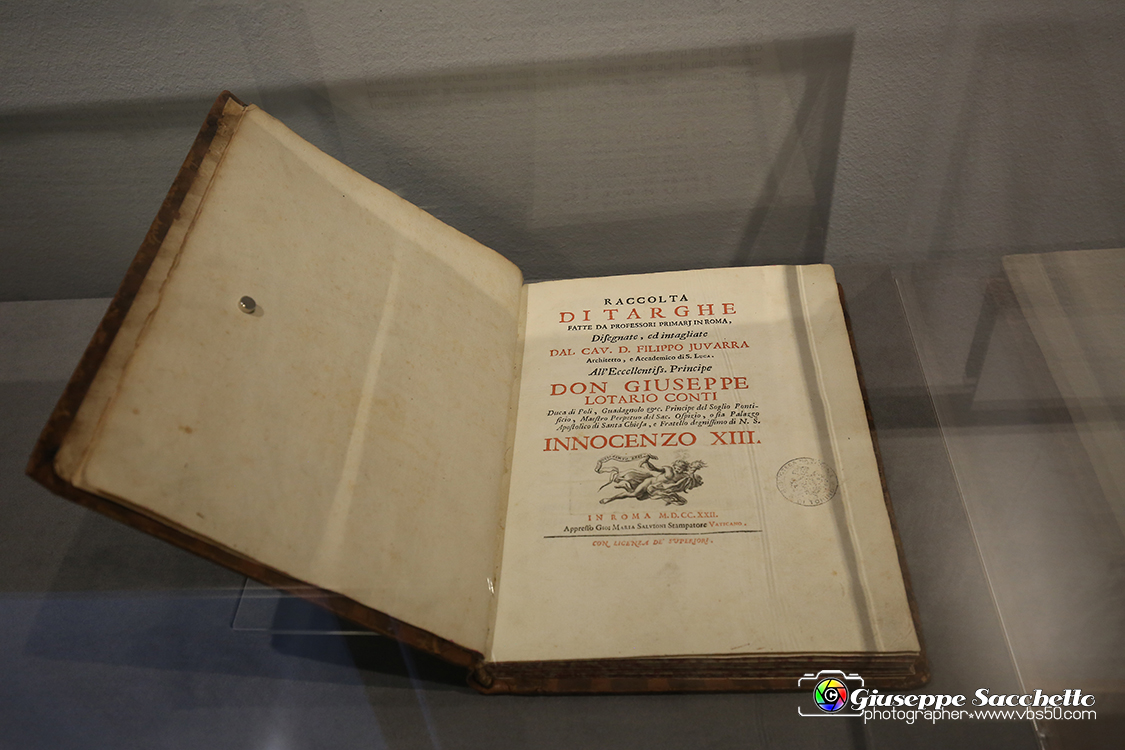 RACCOLTA
DI TARGHE
FATTE DA PROFESSORI PRIMARJ IN ROMA,
Diſegnate, ed intagliate
DAL CAV. D. FILIPPO JUVARRA
Architetto, e Accademico di S. LUCA.
All'Eccellentiſs. Principe
DON GIUSEPPE
LOTARIO CONTI
Duca di Poli, Guadagnolo &c. Principe del Soglio Ponti-
ficio, Maeſtro Perpetuo del Sac. Oſpizio, o ſia Palazzo
Apoſtolico di Santa Chieſa, e Fratello degniſſimo di N. S.
INNOCENZO XIII.
IN ROMA M.D.CC.XXII.
Appreſſo GIO: MARIA SALVIONI Stampatore VATICANO,
CON LICENZA DE' SUPERIORI.
Giuseppe Sacchetto
photographer•www.vbs50.com